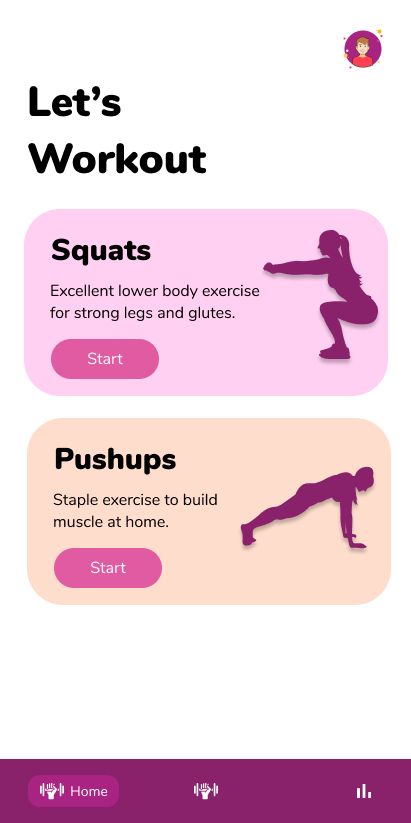 Let’s
Workout
Squats
Excellent lower body exercise
for strong legs and glutes.
Start
Pushups
Staple exercise to build
muscle at home.
Start
Home